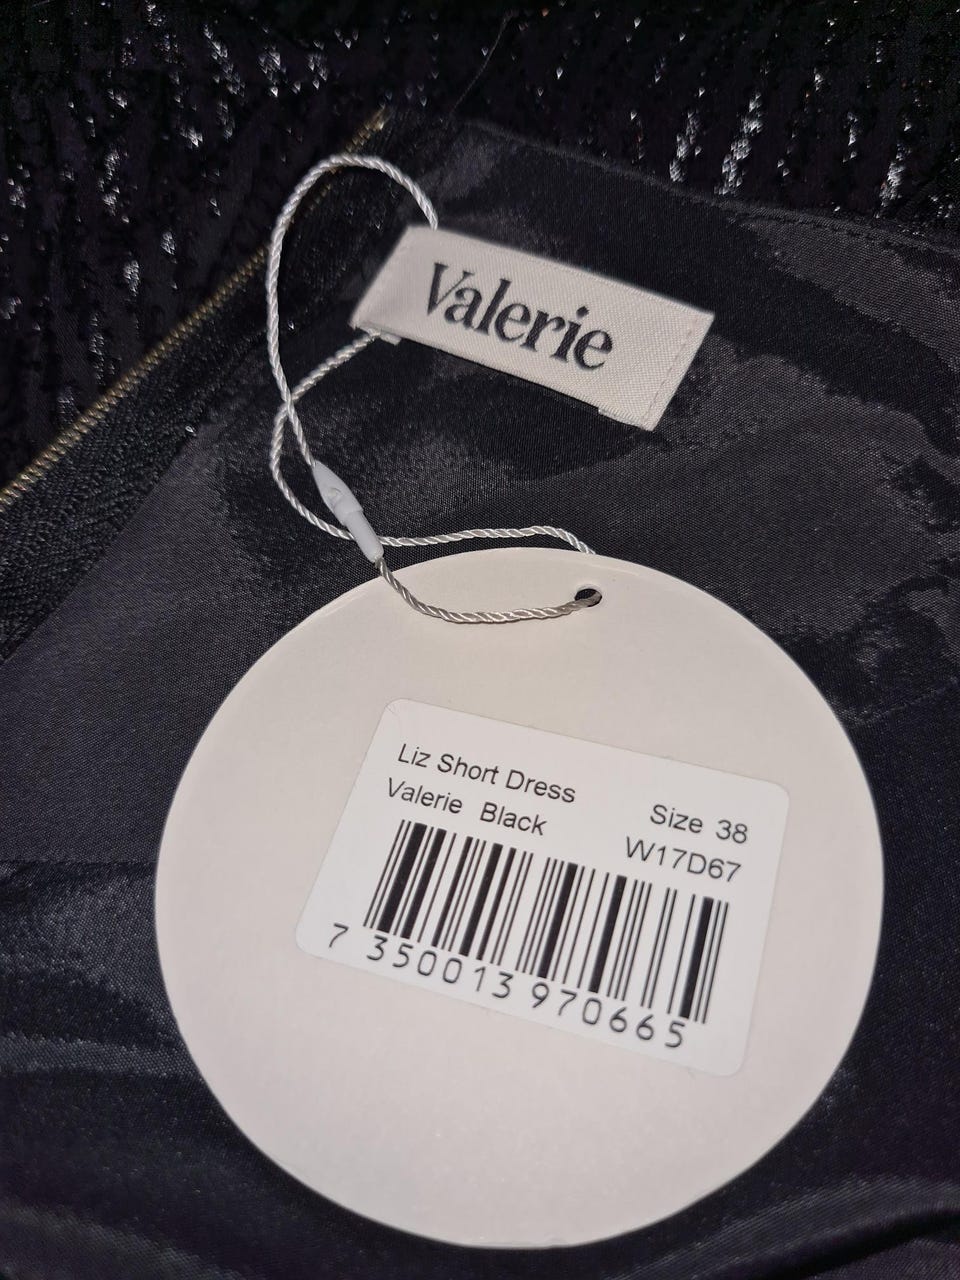 Valerie
Liz Short Dress
Size 38
Valerie Black
W17D67
7 350013 970665